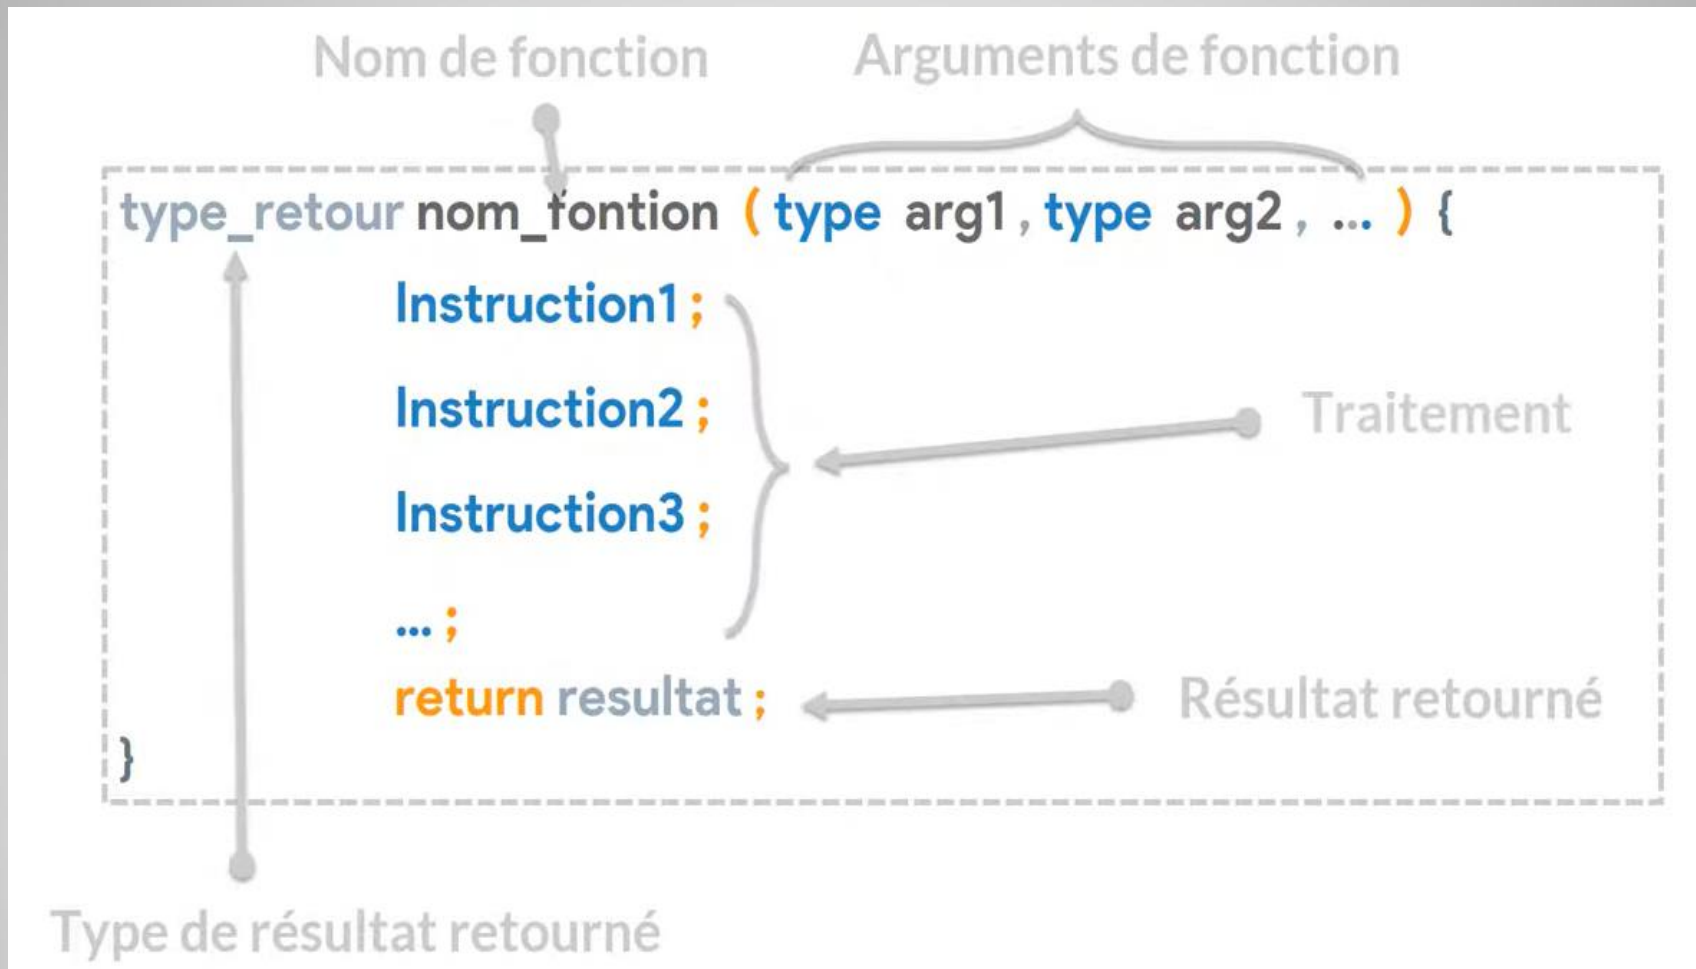 Nom de fonction Arguments de fonction
type_retour nom_fontion ( type arg1 , type arg2 , ... ) {
Instruction1 ;
Instruction2 ;
Traitement
Instruction3 ;
... ;
return resultat ; Résultat retourné
}
Type de résultat retourné